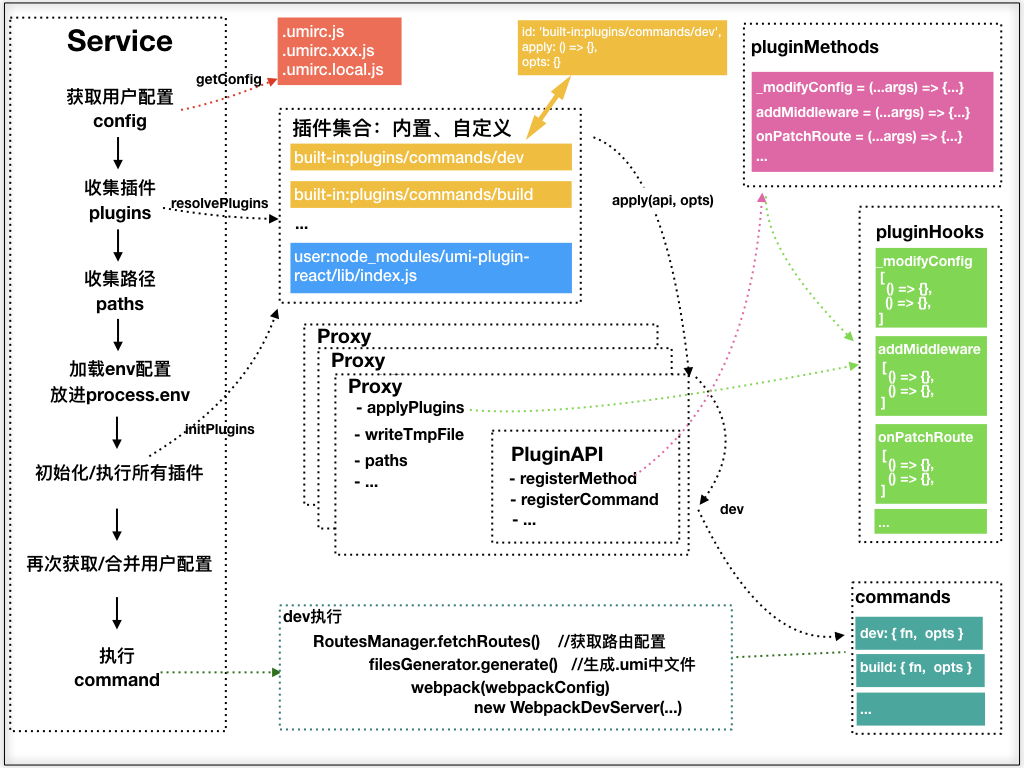 Service
获取用户配置
config
收集插件
plugins
收集路径
paths
加载env配置
放进process.env
初始化/执行所有插件
再次获取/合并用户配置
执行
command
getConfig
.umirc.js
.umirc.xxx.js
.umirc.local.js
id: 'built-in:plugins/commands/dev',
apply: () => {},
opts: {}
resolvePlugins
插件集合：内置、自定义
built-in:plugins/commands/dev
built-in:plugins/commands/build
...
user:node_modules/umi-plugin-
react/lib/index.js
initPlugins
apply(api, opts)
Proxy
Proxy
Proxy
- applyPlugins
- writeTmpFile
- paths
- ...
PluginAPI
- registerMethod
- registerCommand
- ...
dev
pluginMethods
_modifyConfig = (...args) => {...}
addMiddleware = (...args) => {...}
onPatchRoute = (...args) => {...}
...
pluginHooks
_modifyConfig
[
() => {},
() => {},
]
addMiddleware
[
() => {},
() => {},
]
onPatchRoute
[
() => {},
() => {},
]
...
commands
dev: { fn, opts }
build: { fn, opts }
...
dev执行
RoutesManager.fetchRoutes() //获取路由配置
filesGenerator.generate() //生成.umi中文件
webpack(webpackConfig)
new WebpackDevServer(...)